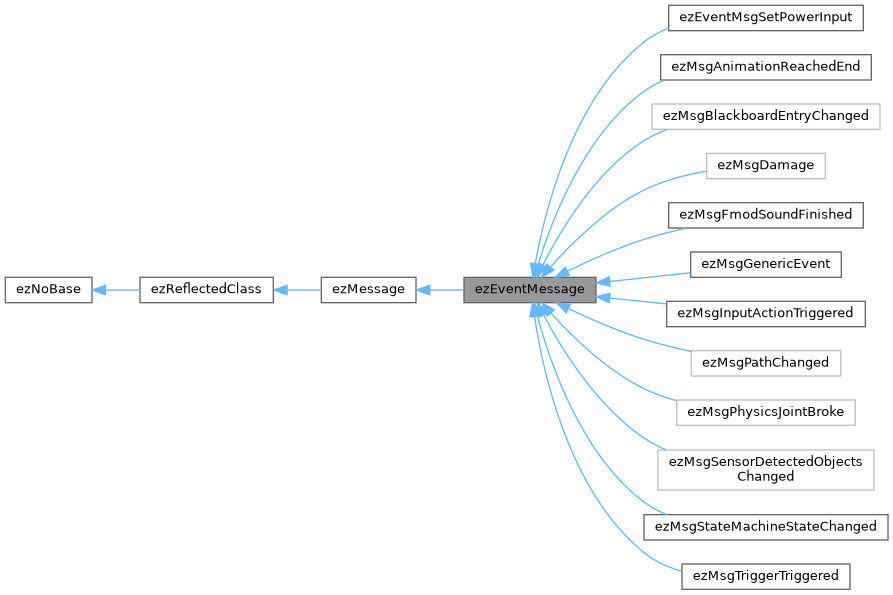 ezEventMsgSetPowerInput
ezMsgAnimationReachedEnd
ezMsgBlackboardEntryChanged
ezMsgDamage
ezMsgFmodSoundFinished
ezMsgGenericEvent
ezNoBase
ezReflectedClass
ezMessage
ezEventMessage
ezMsgInputActionTriggered
ezMsgPathChanged
ezMsgPhysicsJointBroke
ezMsgSensorDetectedObjects
Changed
ezMsgStateMachineStateChanged
ezMsgTriggerTriggered